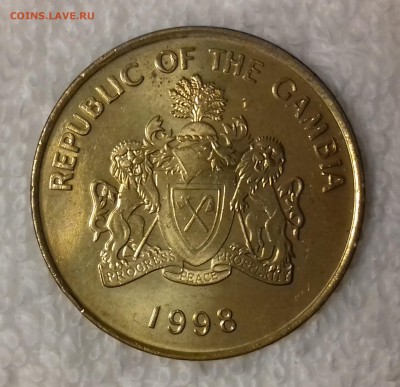 COINS.LAVE.RU
REPUBLIC OF THE GAMBIA
PROGRESS PEACE PROSPERITY
1998